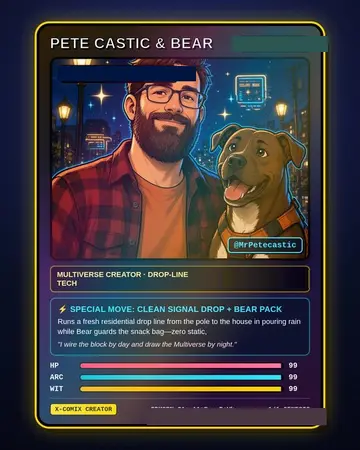 PETE CASTIC & BEAR
@MrPetecastic
MULTIVERSE CREATOR · DROP-LINE
TECH
⚡ SPECIAL MOVE: CLEAN SIGNAL DROP + BEAR PACK
Runs a fresh residential drop line from the pole to the house in pouring rain
while Bear guards the snack bag—zero static,
"I wire the block by day and draw the Multiverse by night."
HP 99
ARC 99
WIT 99
X-COMIX CREATOR